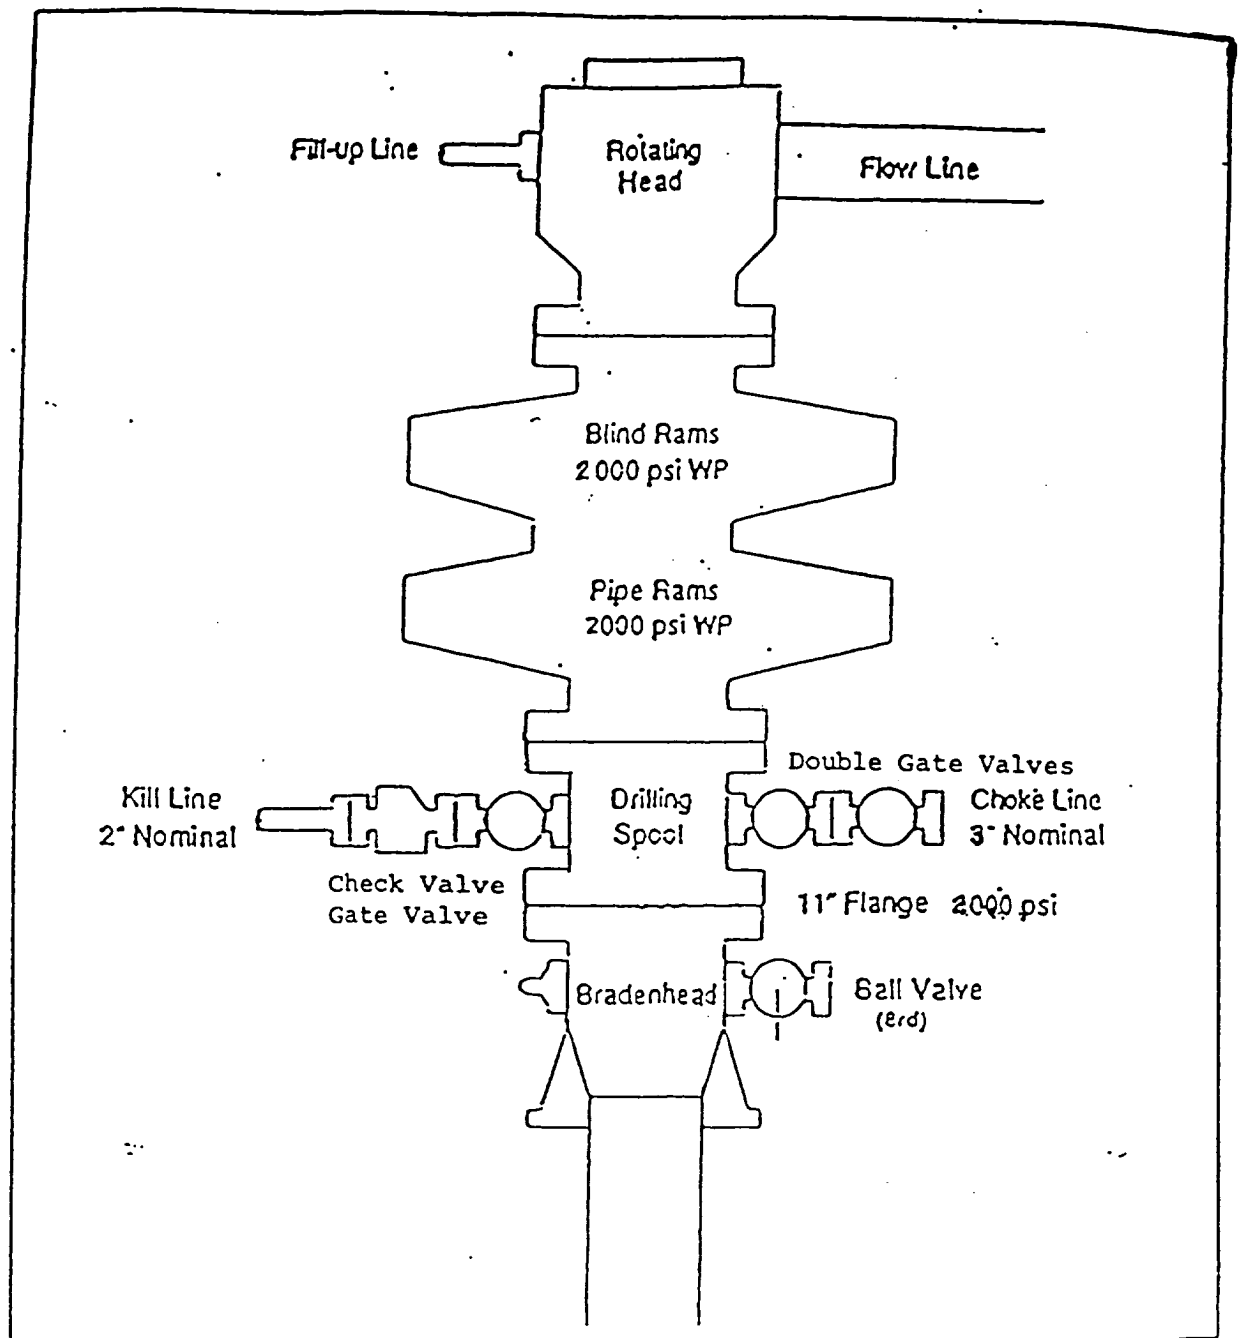 Fill-up Line
Rotating
Head
Flow Line
Blind Rams
2000 psi WP
Pipe Rams
2000 psi WP
Double Gate Valves
Kill Line
2" Nominal
Drilling
Spool
Choke Line
3" Nominal
Check Valve
Gate Valve
11" Flange 2000 psi
Bradenhead
Ball Valve